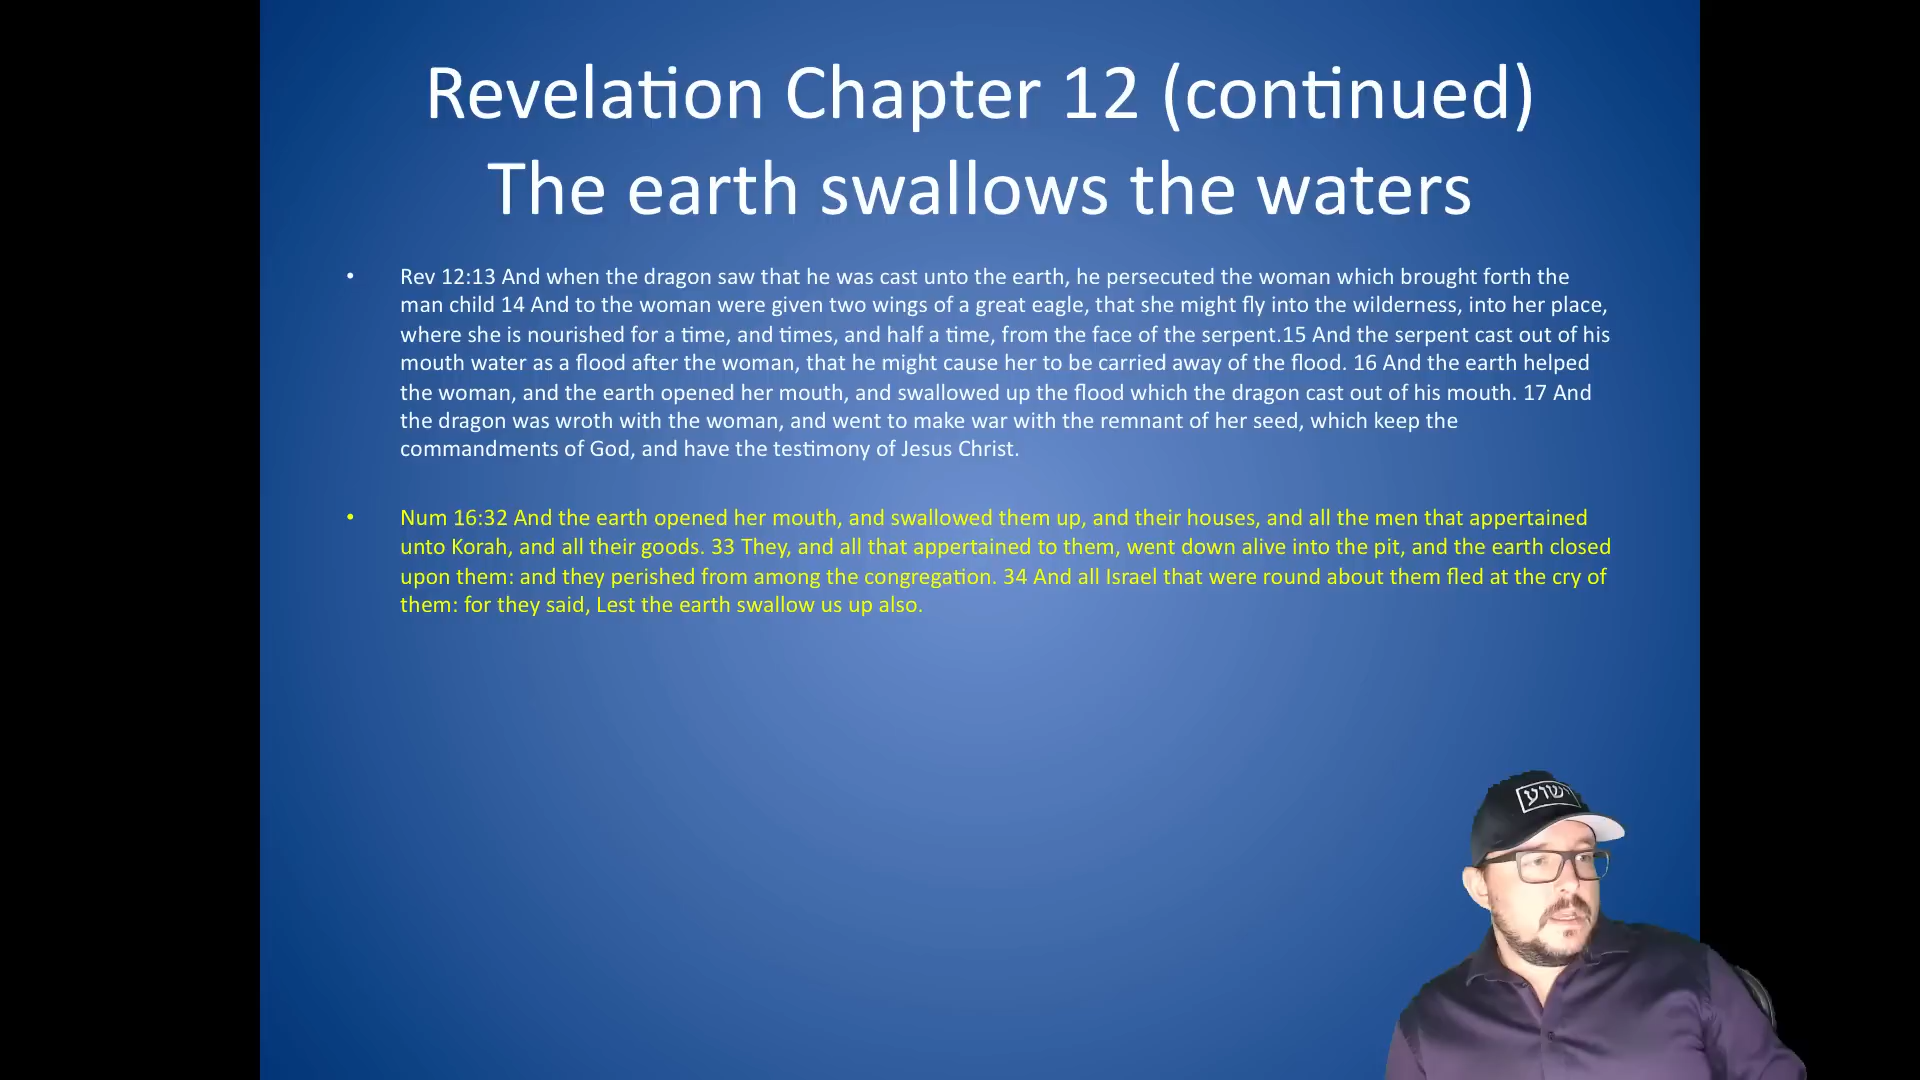 Revelation Chapter 12 (continued)
The earth swallows the waters
• Rev 12:13 And when the dragon saw that he was cast unto the earth, he persecuted the woman which brought forth the
man child 14 And to the woman were given two wings of a great eagle, that she might fly into the wilderness, into her place,
where she is nourished for a time, and times, and half a time, from the face of the serpent.15 And the serpent cast out of his
mouth water as a flood after the woman, that he might cause her to be carried away of the flood. 16 And the earth helped
the woman, and the earth opened her mouth, and swallowed up the flood which the dragon cast out of his mouth. 17 And
the dragon was wroth with the woman, and went to make war with the remnant of her seed, which keep the
commandments of God, and have the testimony of Jesus Christ.
• Num 16:32 And the earth opened her mouth, and swallowed them up, and their houses, and all the men that appertained
unto Korah, and all their goods. 33 They, and all that appertained to them, went down alive into the pit, and the earth closed
upon them: and they perished from among the congregation. 34 And all Israel that were round about them fled at the cry of
them: for they said, Lest the earth swallow us up also.
ישוע